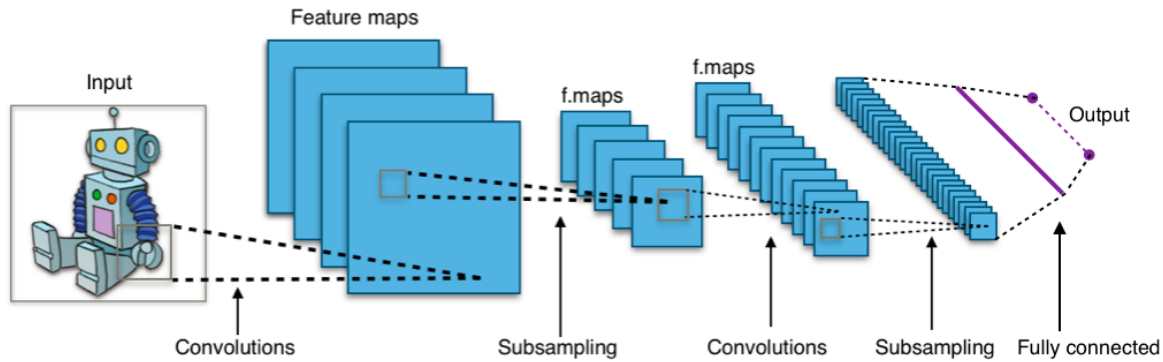 Feature maps
Input
f.maps
f.maps
Output
Convolutions
Subsampling
Convolutions
Subsampling
Fully connected